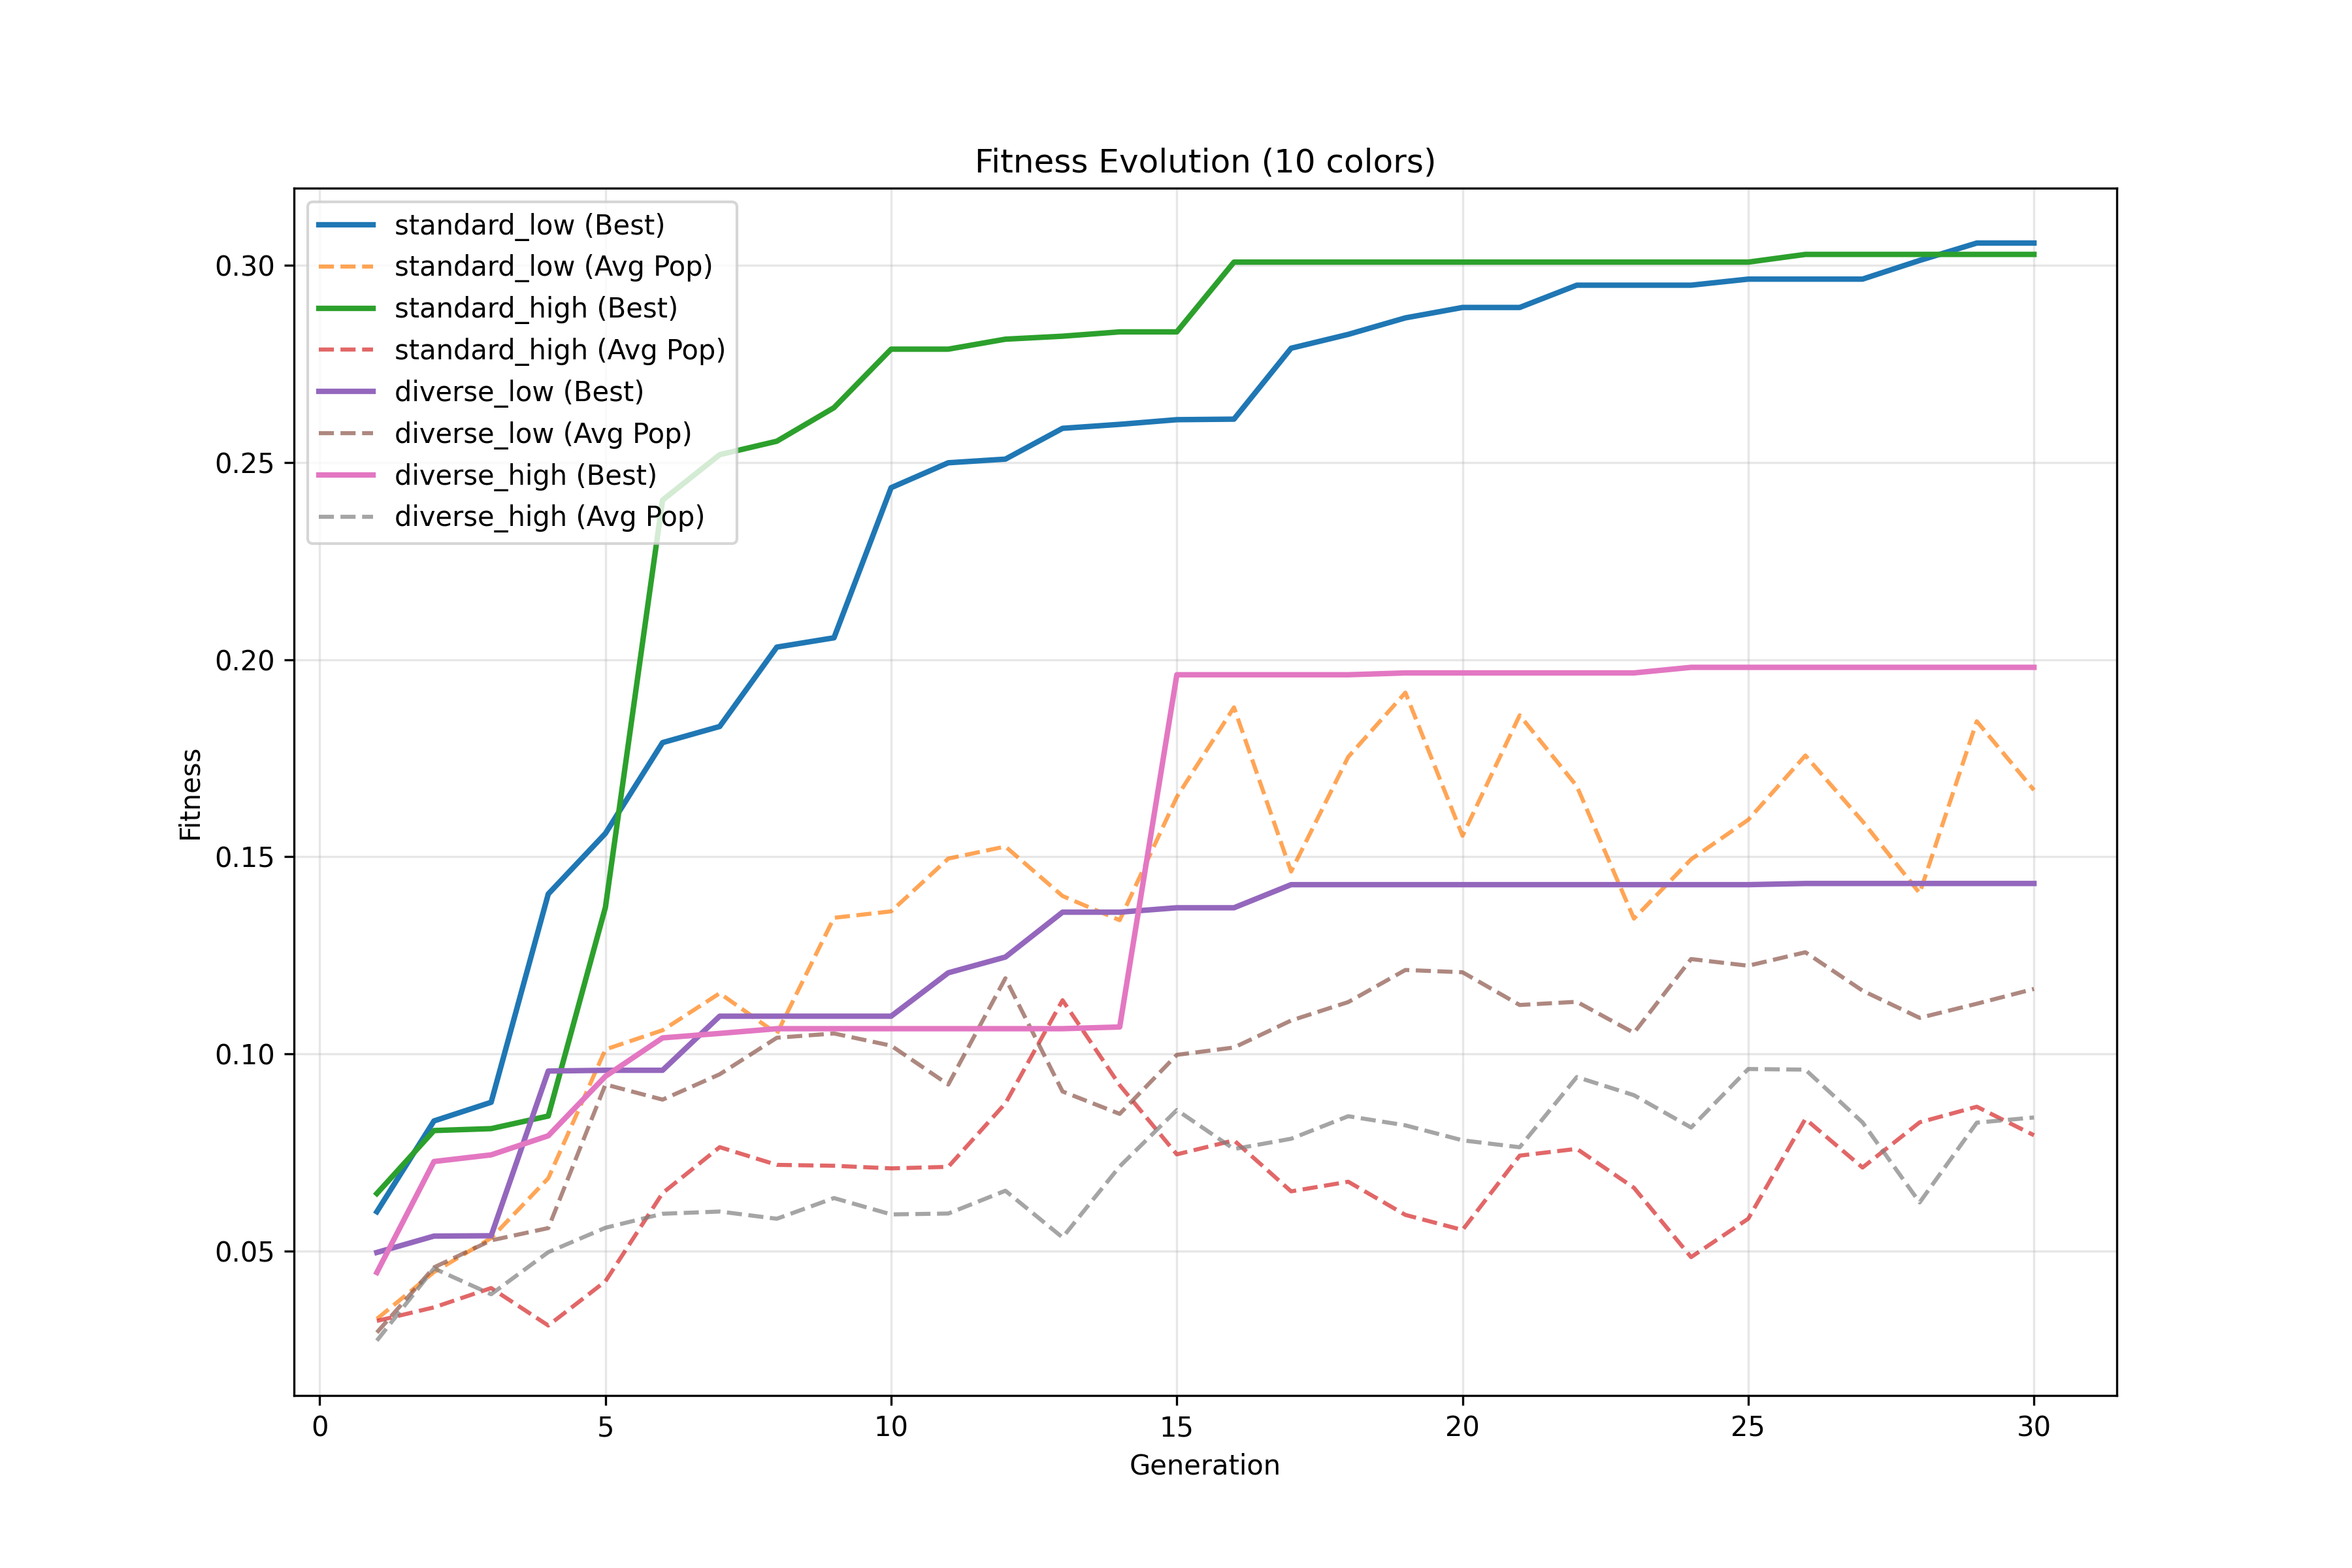 Fitness Evolution (10 colors)
standard_low (Best)
standard_low (Avg Pop)
standard_high (Best)
standard_high (Avg Pop)
diverse_low (Best)
diverse_low (Avg Pop)
diverse_high (Best)
diverse_high (Avg Pop)
0.30
0.25
0.20
0.15
0.10
0.05
Fitness
0 5 10 15 20 25 30
Generation